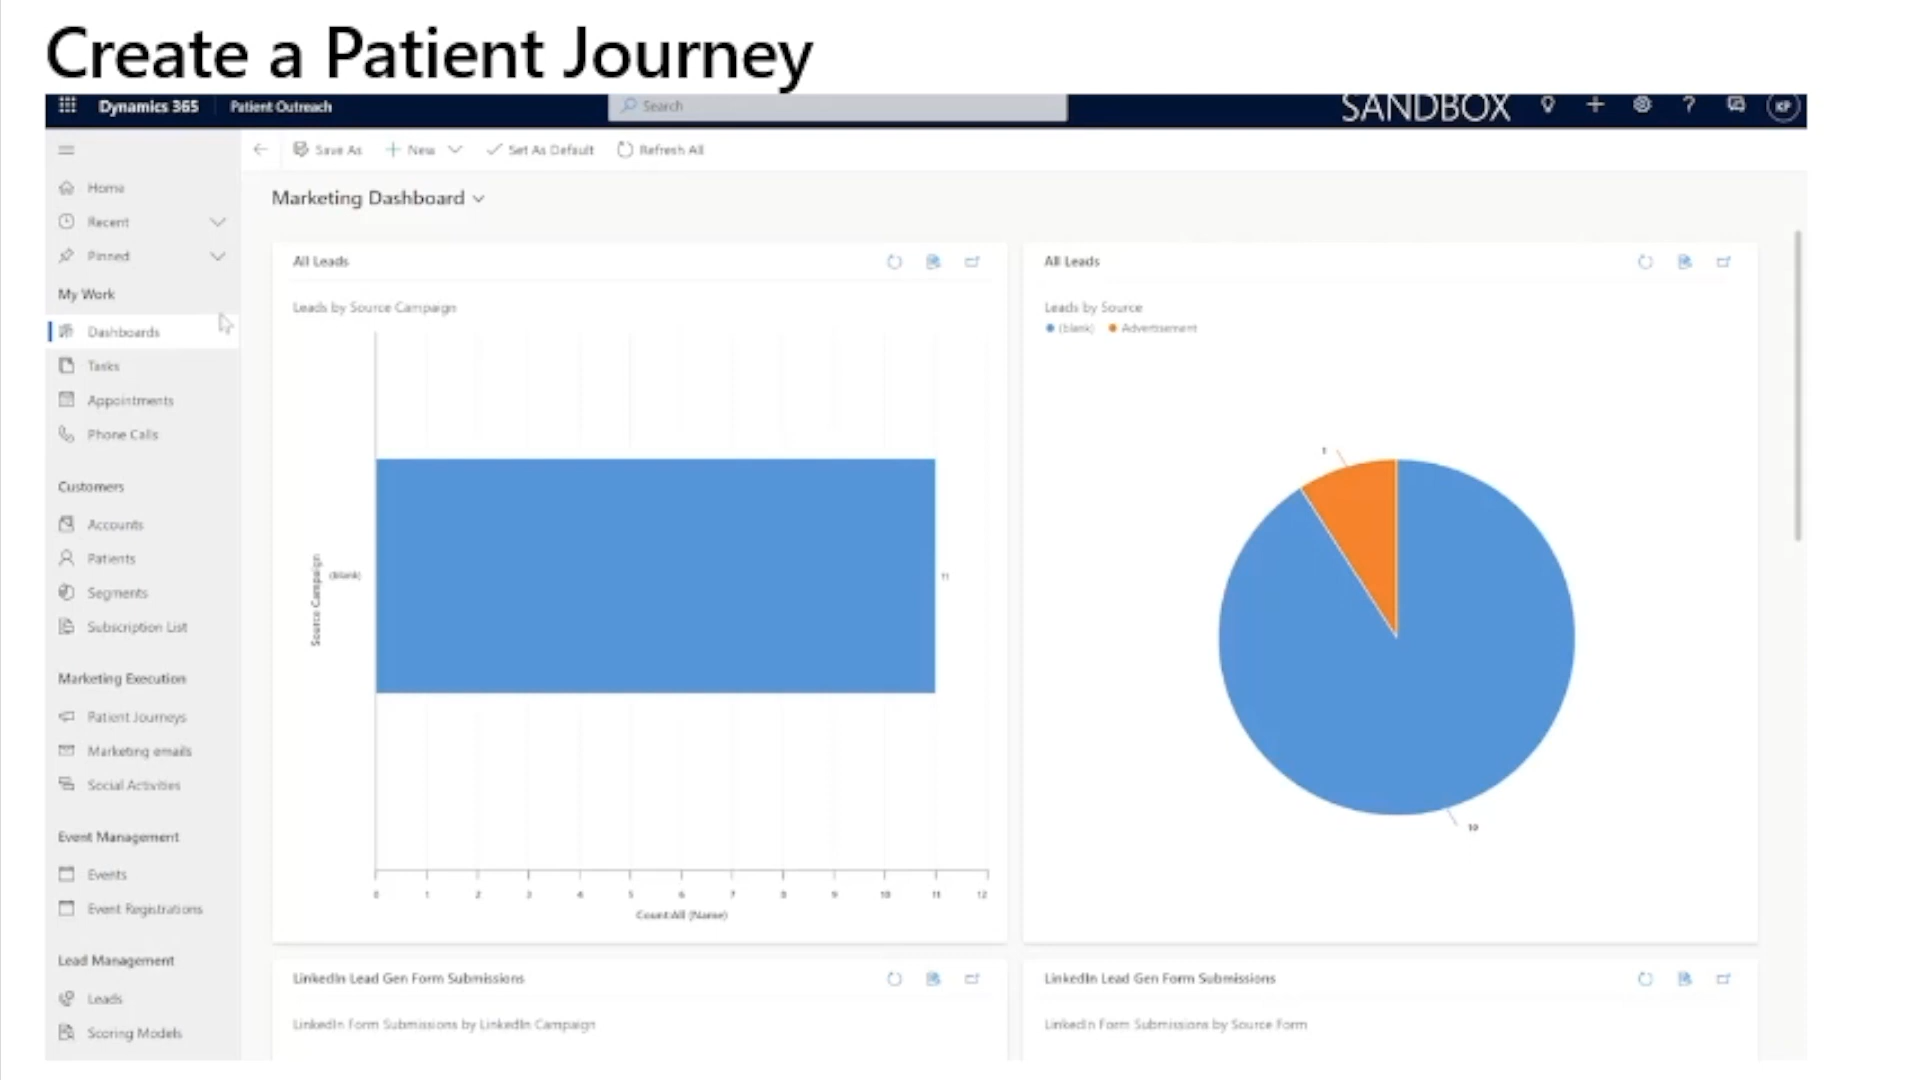 Create a Patient Journey
Dynamics 365 Patient Outreach Search SANDBOX ? KP
Save As New Set As Default Refresh All
Marketing Dashboard
Home
Recent
Pinned
My Work
Dashboards
Tasks
Appointments
Phone Calls
Customers
Accounts
Patients
Segments
Subscription List
Marketing Execution
Patient Journeys
Marketing emails
Social Activities
Event Management
Events
Event Registrations
Lead Management
Leads
Scoring Models
All Leads
Leads by Source Campaign
Source Campaign
(blank)
11
0 1 2 3 4 5 6 7 8 9 10 11 12
Count:All (Name)
All Leads
Leads by Source
(blank) Advertisement
1
10
LinkedIn Lead Gen Form Submissions
LinkedIn Form Submissions by LinkedIn Campaign
LinkedIn Lead Gen Form Submissions
LinkedIn Form Submissions by Source Form